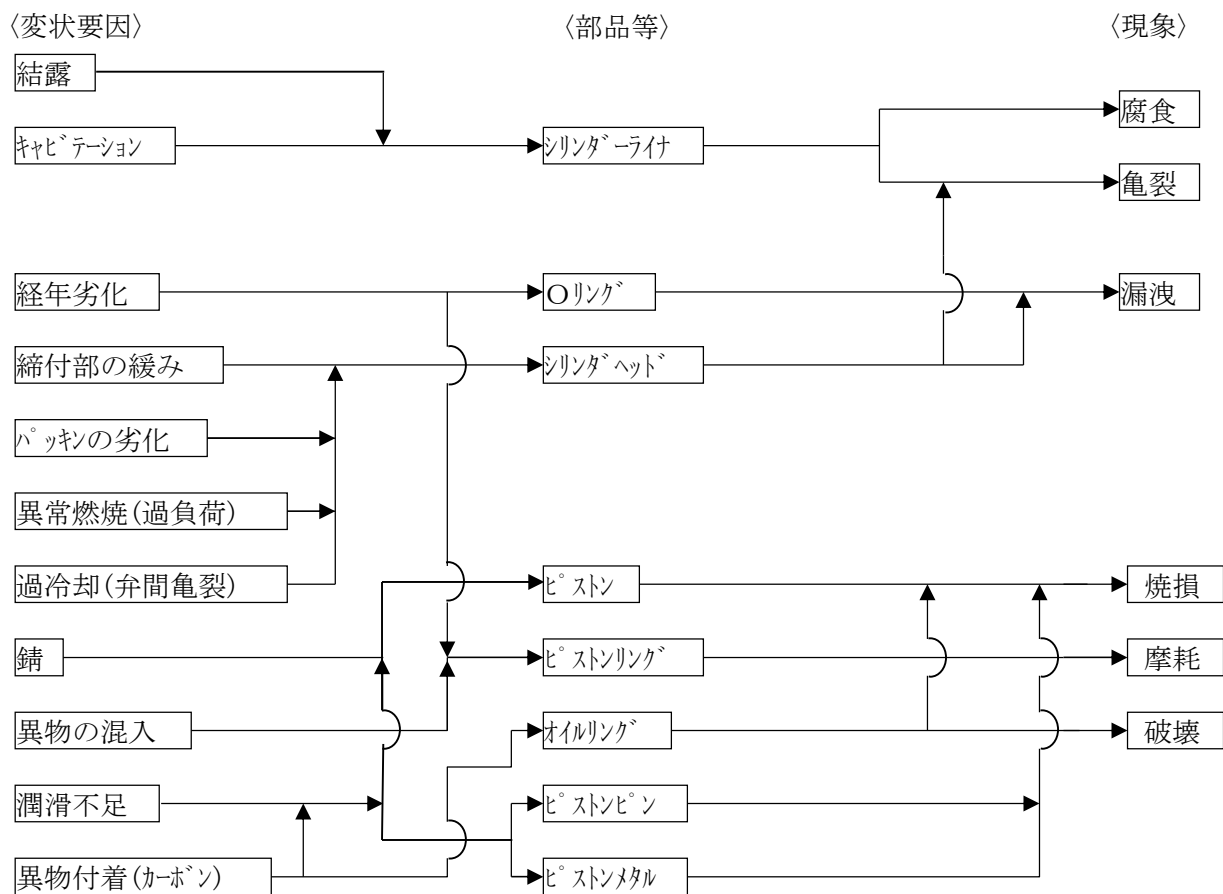 〈変状要因〉 〈部品等〉 〈現象〉
結露
腐食
ｷｬﾋﾞﾃｰｼｮﾝ ｼﾘﾝﾀﾞｰﾗｲﾅ
亀裂
経年劣化 Oﾘﾝｸﾞ 漏洩
締付部の緩み ｼﾘﾝﾀﾞﾍｯﾄﾞ
ﾊﾟｯｷﾝの劣化
異常燃焼(過負荷)
過冷却(弁間亀裂) ﾋﾟｽﾄﾝ 焼損
錆 ﾋﾟｽﾄﾝﾘﾝｸﾞ 摩耗
異物の混入 ｵｲﾙﾘﾝｸﾞ 破壊
潤滑不足 ﾋﾟｽﾄﾝﾋﾟﾝ
異物付着(ｶｰﾎﾞﾝ) ﾋﾟｽﾄﾝﾒﾀﾙ